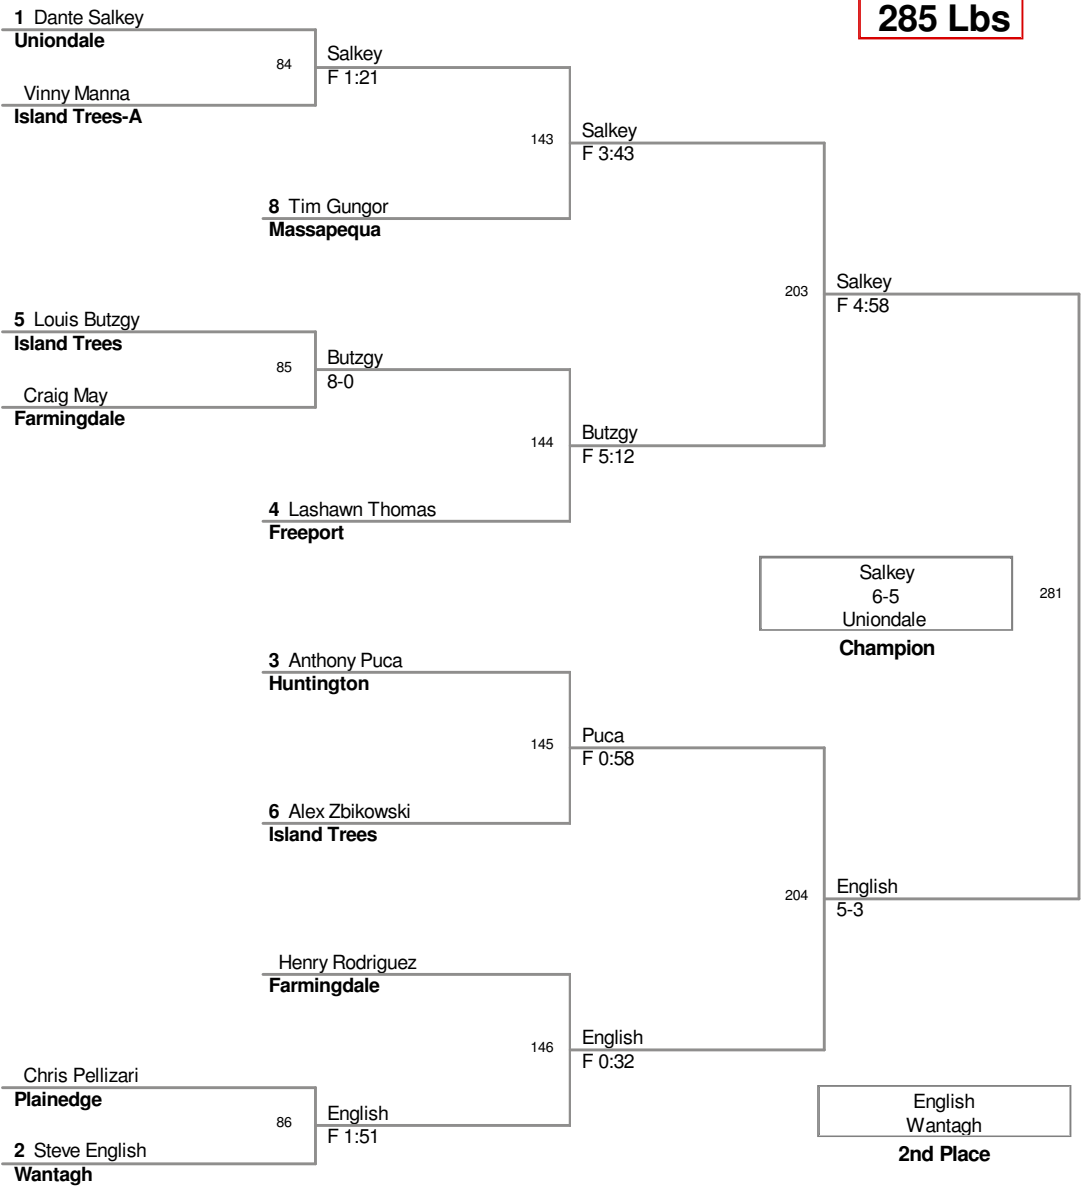 285 Lbs
1 Dante Salkey
Uniondale
84
Salkey
F 1:21
Vinny Manna
Island Trees-A
143
Salkey
F 3:43
8 Tim Gungor
Massapequa
203
Salkey
F 4:58
5 Louis Butzgy
Island Trees
85
Butzgy
8-0
Craig May
Farmingdale
144
Butzgy
F 5:12
4 Lashawn Thomas
Freeport
Salkey
6-5
Uniondale
Champion
281
3 Anthony Puca
Huntington
145
Puca
F 0:58
6 Alex Zbikowski
Island Trees
204
English
5-3
Henry Rodriguez
Farmingdale
146
English
F 0:32
Chris Pellizari
Plainedge
86
English
F 1:51
2 Steve English
Wantagh
English
Wantagh
2nd Place